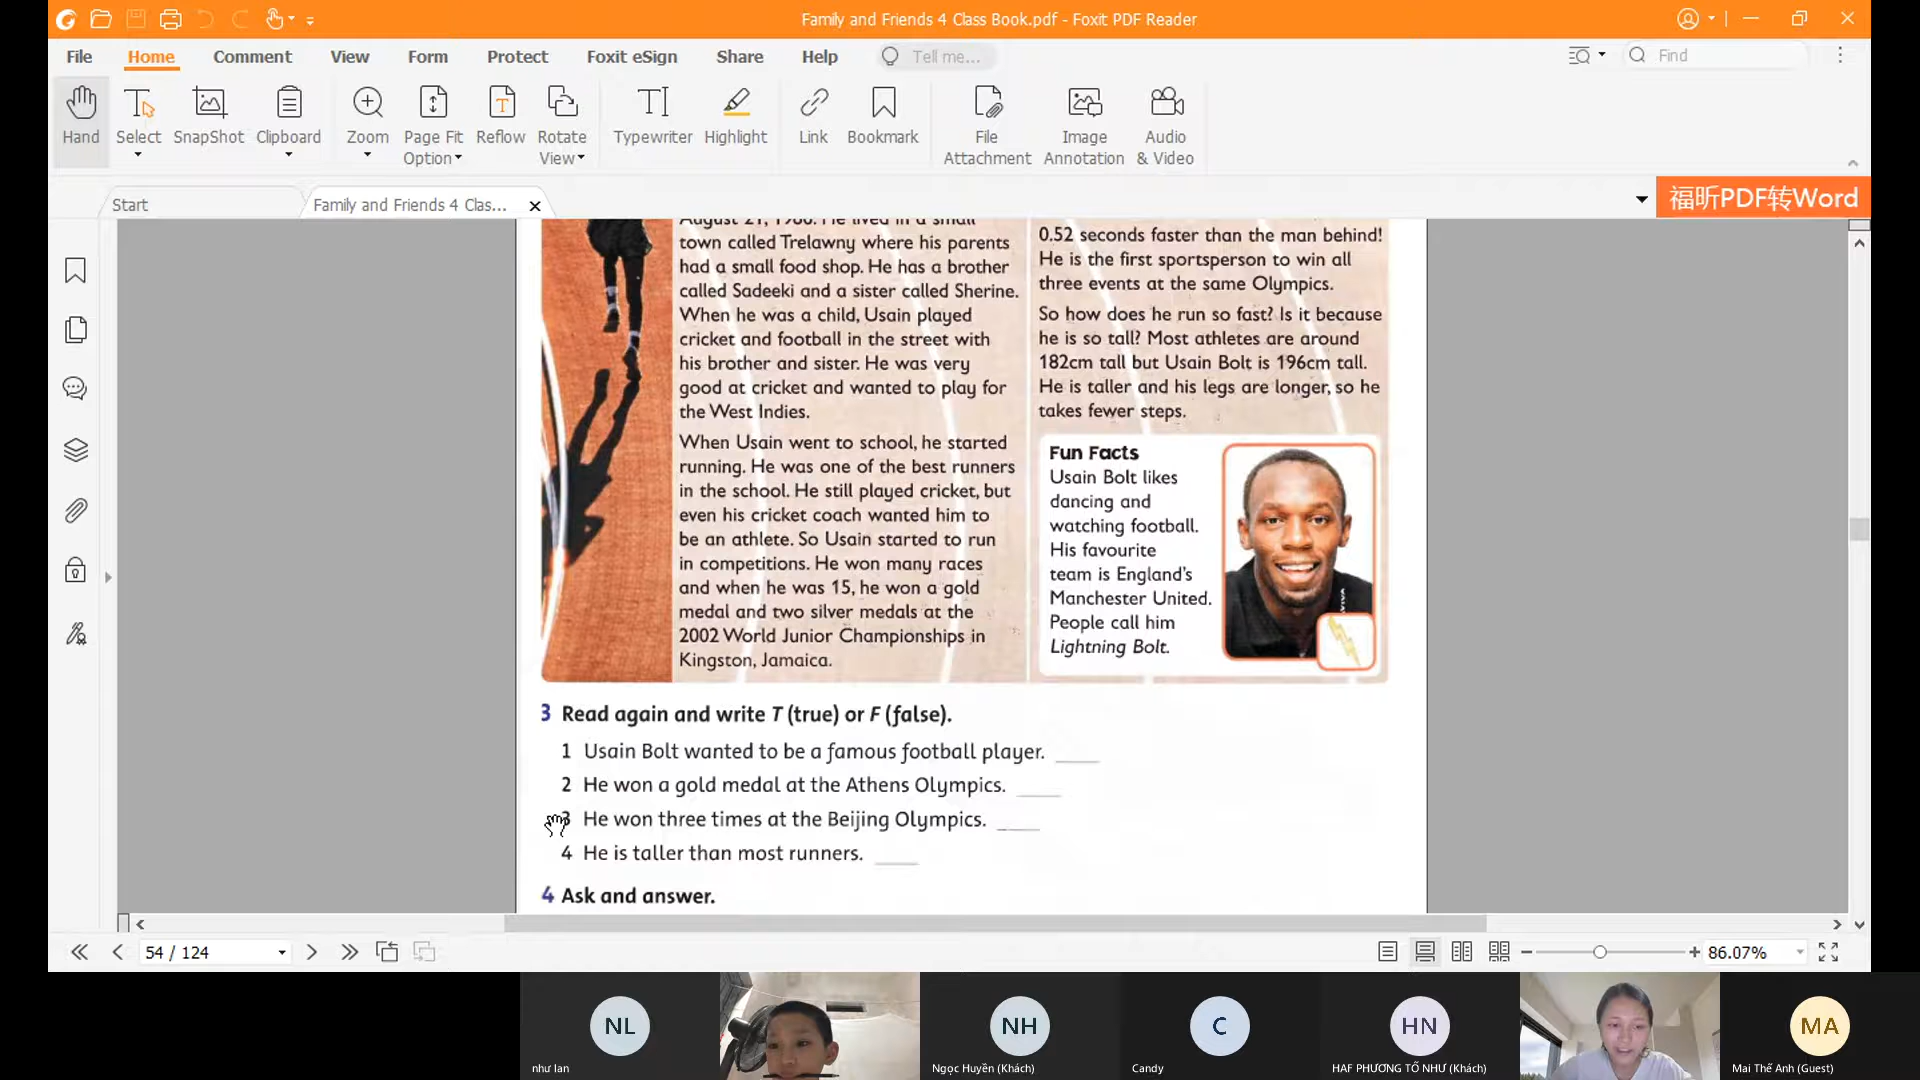 Family and Friends 4 Class Book.pdf - Foxit PDF Reader
File Home Comment View Form Protect Foxit eSign Share Help Tell me... Find
Hand Select SnapShot Clipboard Zoom Page Fit Option Reflow Rotate View Typewriter Highlight Link Bookmark File Attachment Image Annotation Audio & Video
Start
Family and Friends 4 Clas...
福昕PDF转Word
August 21, 1986. He lived in a small
town called Trelawny where his parents
had a small food shop. He has a brother
called Sadeeki and a sister called Sherine.
When he was a child, Usain played
cricket and football in the street with
his brother and sister. He was very
good at cricket and wanted to play for
the West Indies.
When Usain went to school, he started
running. He was one of the best runners
in the school. He still played cricket, but
even his cricket coach wanted him to
be an athlete. So Usain started to run
in competitions. He won many races
and when he was 15, he won a gold
medal and two silver medals at the
2002 World Junior Championships in
Kingston, Jamaica.
0.52 seconds faster than the man behind!
He is the first sportsperson to win all
three events at the same Olympics.
So how does he run so fast? Is it because
he is so tall? Most athletes are around
182cm tall but Usain Bolt is 196cm tall.
He is taller and his legs are longer, so he
takes fewer steps.
Fun Facts
Usain Bolt likes
dancing and
watching football.
His favourite
team is England's
Manchester United.
People call him
Lightning Bolt.
3 Read again and write T (true) or F (false).
1 Usain Bolt wanted to be a famous football player. ____
2 He won a gold medal at the Athens Olympics. ____
3 He won three times at the Beijing Olympics. ____
4 He is taller than most runners. ____
4 Ask and answer.
54 / 124
86.07%
NL
NH
C
HN
MA
như lan
Ngọc Huyền (Khách)
Candy
HAF PHƯƠNG TỐ NHƯ (Khách)
Mai Thế Anh (Guest)